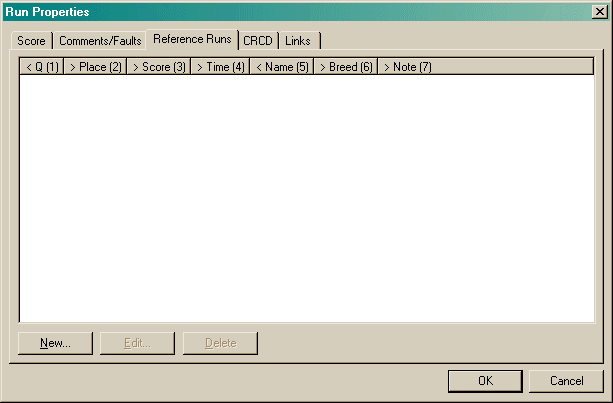 Run Properties
Score Comments/Faults Reference Runs CRCD Links
< Q (1) > Place (2) > Score (3) > Time (4) < Name (5) > Breed (6) > Note (7)
New... Edit... Delete
OK Cancel